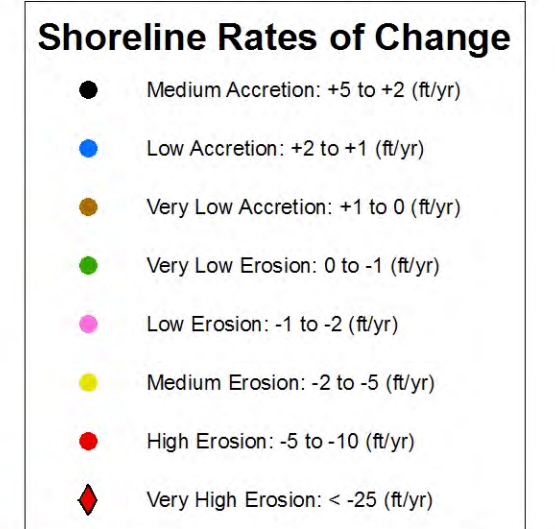 Shoreline Rates of Change
Medium Accretion: +5 to +2 (ft/yr)
Low Accretion: +2 to +1 (ft/yr)
Very Low Accretion: +1 to 0 (ft/yr)
Very Low Erosion: 0 to -1 (ft/yr)
Low Erosion: -1 to -2 (ft/yr)
Medium Erosion: -2 to -5 (ft/yr)
High Erosion: -5 to -10 (ft/yr)
Very High Erosion: < -25 (ft/yr)